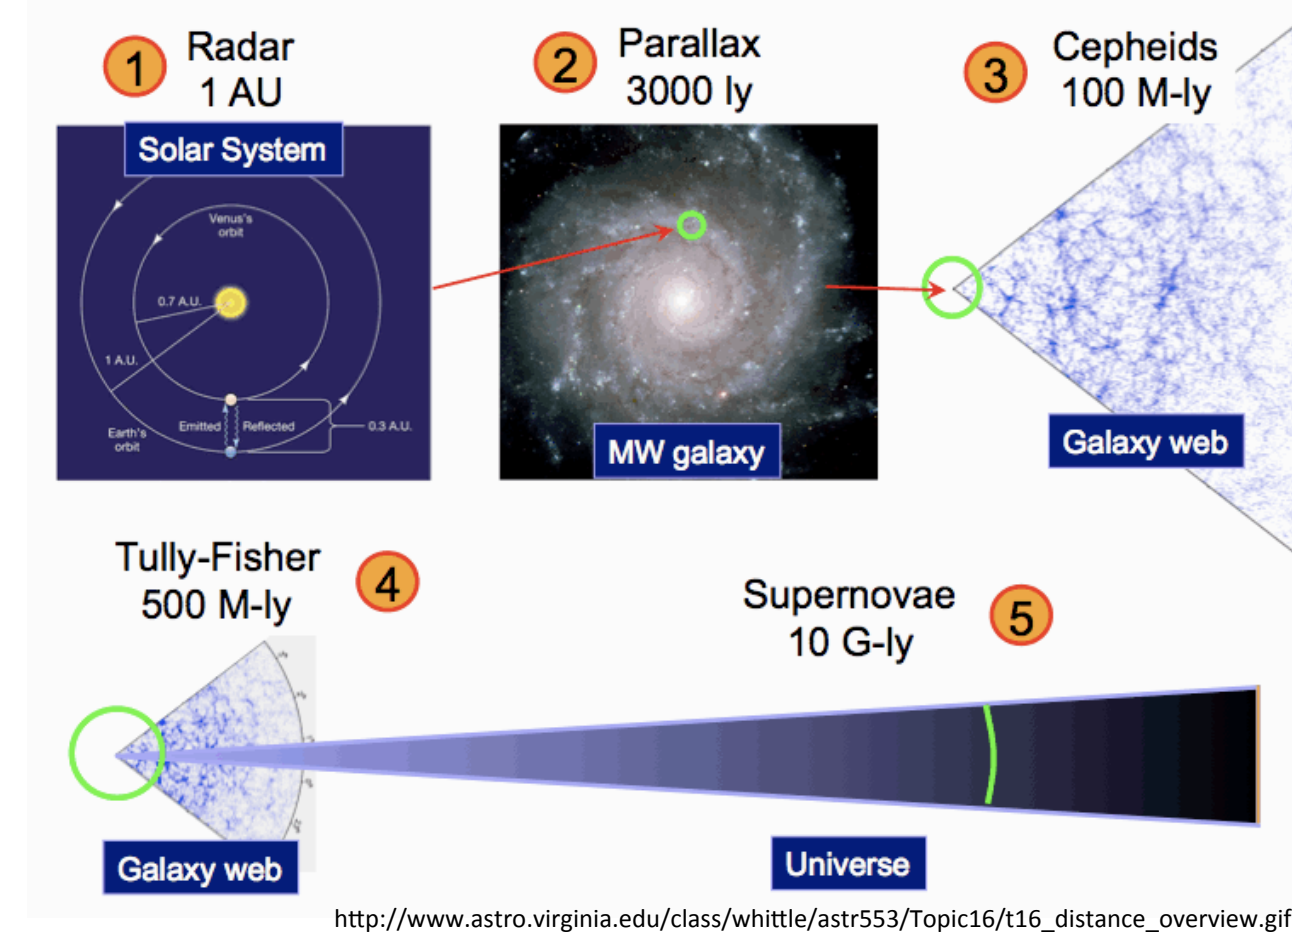 1
Radar
1 AU
Solar System
Venus's
orbit
0.7 A.U.
1 A.U.
Earth's
orbit
Emitted
Reflected
0.3 A.U.
2
Parallax
3000 ly
MW galaxy
3
Cepheids
100 M-ly
Galaxy web
Tully-Fisher
500 M-ly
4
Galaxy web
Supernovae
10 G-ly
5
Universe
http://www.astro.virginia.edu/class/whittle/astr553/Topic16/t16_distance_overview.gif